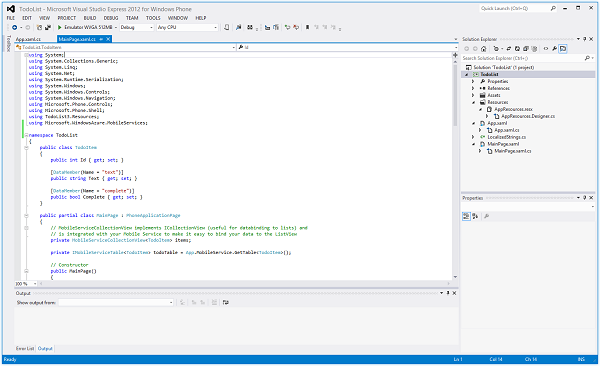 TodoList - Microsoft Visual Studio Express 2012 for Windows Phone
Quick Launch (Ctrl+Q)
FILE EDIT VIEW PROJECT BUILD DEBUG TEAM TOOLS TEST WINDOW HELP
Emulator WVGA 512MB Debug Any CPU
Toolbox
App.xaml.cs MainPage.xaml.cs
TodoList.TodoItem Id
using System;
using System.Collections.Generic;
using System.Linq;
using System.Net;
using System.Runtime.Serialization;
using System.Windows;
using System.Windows.Controls;
using System.Windows.Navigation;
using Microsoft.Phone.Controls;
using Microsoft.Phone.Shell;
using TodoList3.Resources;
using Microsoft.WindowsAzure.MobileServices;
namespace TodoList
{
public class TodoItem
{
public int Id { get; set; }
[DataMember(Name = "text")]
public string Text { get; set; }
[DataMember(Name = "complete")]
public bool Complete { get; set; }
}
public partial class MainPage : PhoneApplicationPage
{
// MobileServiceCollectionView implements ICollectionView (useful for databinding to lists) and
// is integrated with your Mobile Service to make it easy to bind your data to the ListView
private MobileServiceCollectionView<TodoItem> items;
private IMobileServiceTable<TodoItem> todoTable = App.MobileService.GetTable<TodoItem>();
// Constructor
public MainPage()
{
100 %
Output
Show output from:
Error List Output
Solution Explorer
Search Solution Explorer (Ctrl+;)
Solution 'TodoList' (1 project)
TodoList
Properties
References
Assets
Resources
AppResources.resx
AppResources.Designer.cs
App.xaml
App.xaml.cs
LocalizedStrings.cs
MainPage.xaml
MainPage.xaml.cs
Properties
Ready Ln 1 Col 14 Ch 14 INS